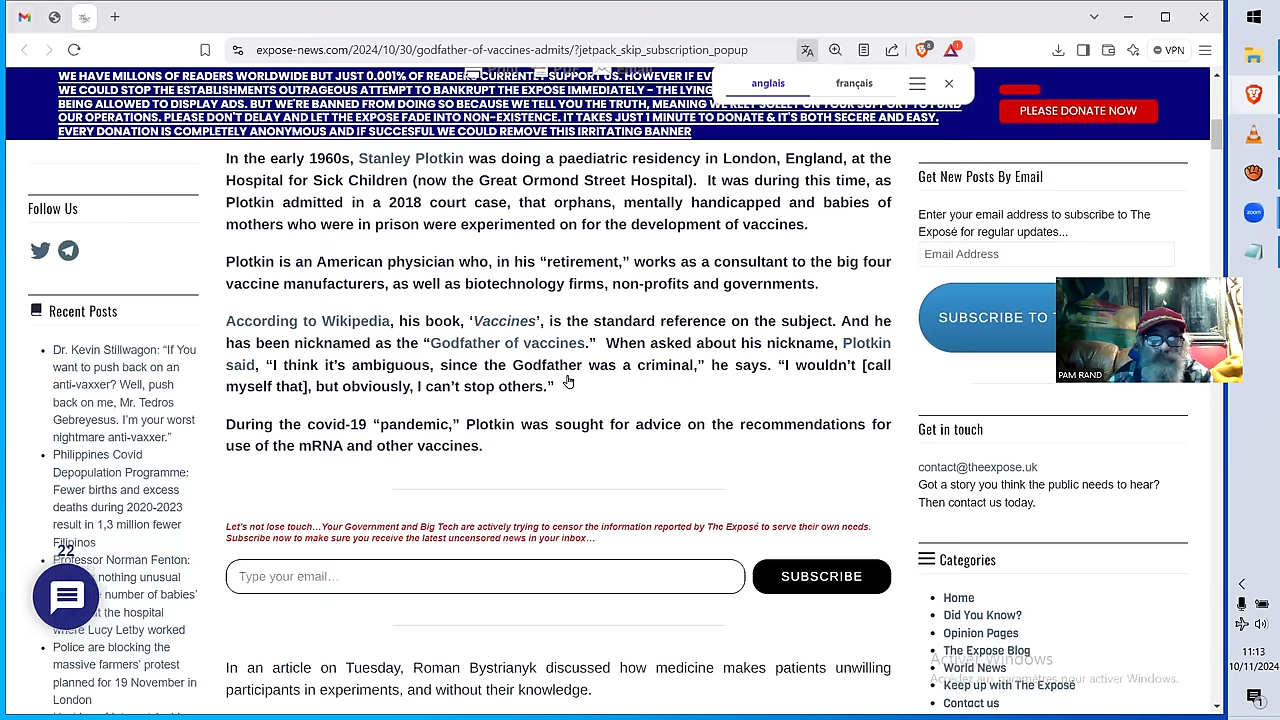 expose-news.com/2024/10/30/godfather-of-vaccines-admits/?jetpack_skip_subscription_popup
8
1
VPN
anglais
français
WE HAVE MILLONS OF READERS WORLDWIDE BUT JUST 0.001% OF READERS CURRENTLY SUPPORT US. HOWEVER IF EV
WE COULD STOP THE ESTABLISHMENTS OUTRAGEOUS ATTEMPT TO BANKRUPT THE EXPOSE IMMEDIATELY - THE LYING
BEING ALLOWED TO DISPLAY ADS. BUT WE'RE BANNED FROM DOING SO BECAUSE WE TELL YOU THE TRUTH, MEANING WE RELY SOLELY ON YOUR SUPPORT TO FUND
OUR OPERATIONS. PLEASE DON'T DELAY AND LET THE EXPOSE FADE INTO NON-EXISTENCE. IT TAKES JUST 1 MINUTE TO DONATE & IT'S BOTH SECERE AND EASY.
EVERY DONATION IS COMPLETELY ANONYMOUS AND IF SUCCESFUL WE COULD REMOVE THIS IRRITATING BANNER
PLEASE DONATE NOW
Follow Us
Recent Posts
Dr. Kevin Stillwagon: “If You
want to push back on an
anti-vaxxer? Well, push
back on me, Mr. Tedros
Gebreyesus. I’m your worst
nightmare anti-vaxxer.”
Philippines Covid
Depopulation Programme:
Fewer births and excess
deaths during 2020-2023
result in 1,3 million fewer
Filipinos
22
Professor Norman Fenton:
nothing unusual
number of babies’
at the hospital
where Lucy Letby worked
Police are blocking the
massive farmers’ protest
planned for 19 November in
London
In the early 1960s, Stanley Plotkin was doing a paediatric residency in London, England, at the
Hospital for Sick Children (now the Great Ormond Street Hospital). It was during this time, as
Plotkin admitted in a 2018 court case, that orphans, mentally handicapped and babies of
mothers who were in prison were experimented on for the development of vaccines.
Plotkin is an American physician who, in his “retirement,” works as a consultant to the big four
vaccine manufacturers, as well as biotechnology firms, non-profits and governments.
According to Wikipedia, his book, ‘Vaccines’, is the standard reference on the subject. And he
has been nicknamed as the “Godfather of vaccines.” When asked about his nickname, Plotkin
said, “I think it’s ambiguous, since the Godfather was a criminal,” he says. “I wouldn’t [call
myself that], but obviously, I can’t stop others.”
During the covid-19 “pandemic,” Plotkin was sought for advice on the recommendations for
use of the mRNA and other vaccines.
Let’s not lose touch…Your Government and Big Tech are actively trying to censor the information reported by The Exposé to serve their own needs.
Subscribe now to make sure you receive the latest uncensored news in your inbox…
Type your email…
SUBSCRIBE
In an article on Tuesday, Roman Bystrianyk discussed how medicine makes patients unwilling
participants in experiments, and without their knowledge.
Get New Posts By Email
Enter your email address to subscribe to The
Exposé for regular updates...
Email Address
SUBSCRIBE TO T
PAM RAND
Get in touch
contact@theexpose.uk
Got a story you think the public needs to hear?
Then contact us today.
Categories
Home
Did You Know?
Opinion Pages
The Expose Blog
World News
Keep up with The Exposé
Contact us
Activer Windows
Accédez aux paramètres pour activer Windows.
zoom
11:13
10/11/2024
1